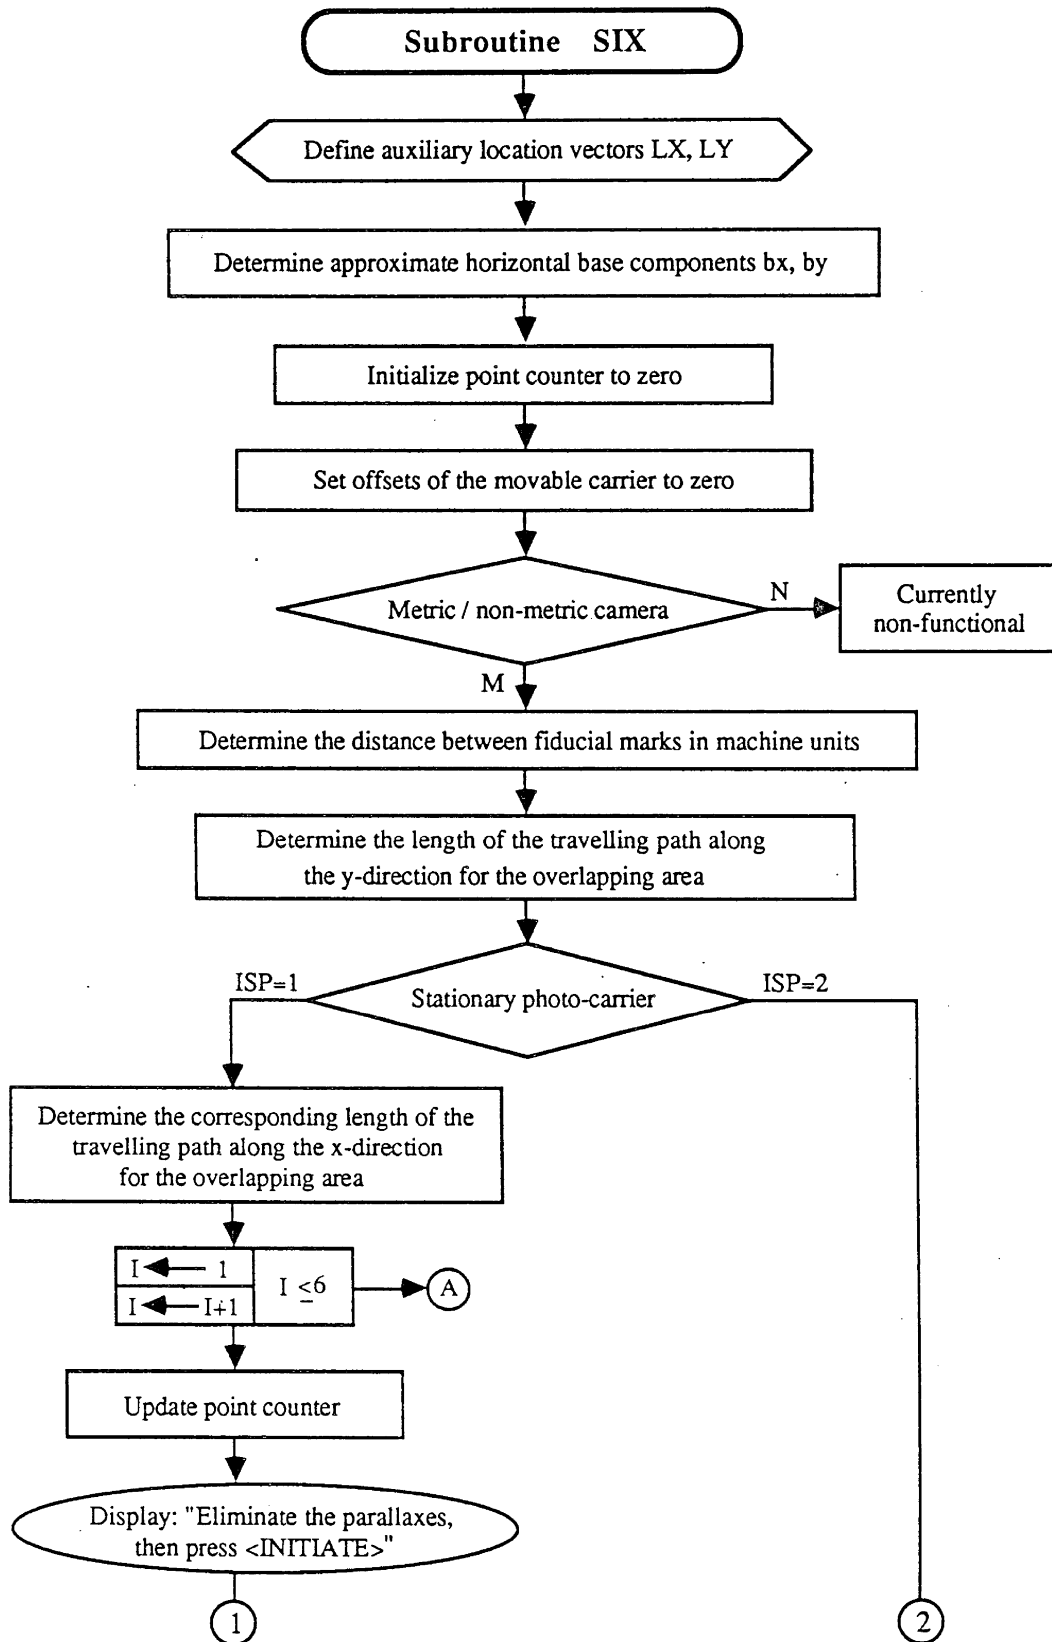 Subroutine SIX
Define auxiliary location vectors LX, LY
Determine approximate horizontal base components bx, by
Initialize point counter to zero
Set offsets of the movable carrier to zero
Metric / non-metric camera
N
Currently
non-functional
M
Determine the distance between fiducial marks in machine units
Determine the length of the travelling path along
the y-direction for the overlapping area
ISP=1
Stationary photo-carrier
ISP=2
Determine the corresponding length of the
travelling path along the x-direction
for the overlapping area
I ← 1
I ← I+1
I ≤6
A
Update point counter
Display: "Eliminate the parallaxes,
then press <INITIATE>"
1
2